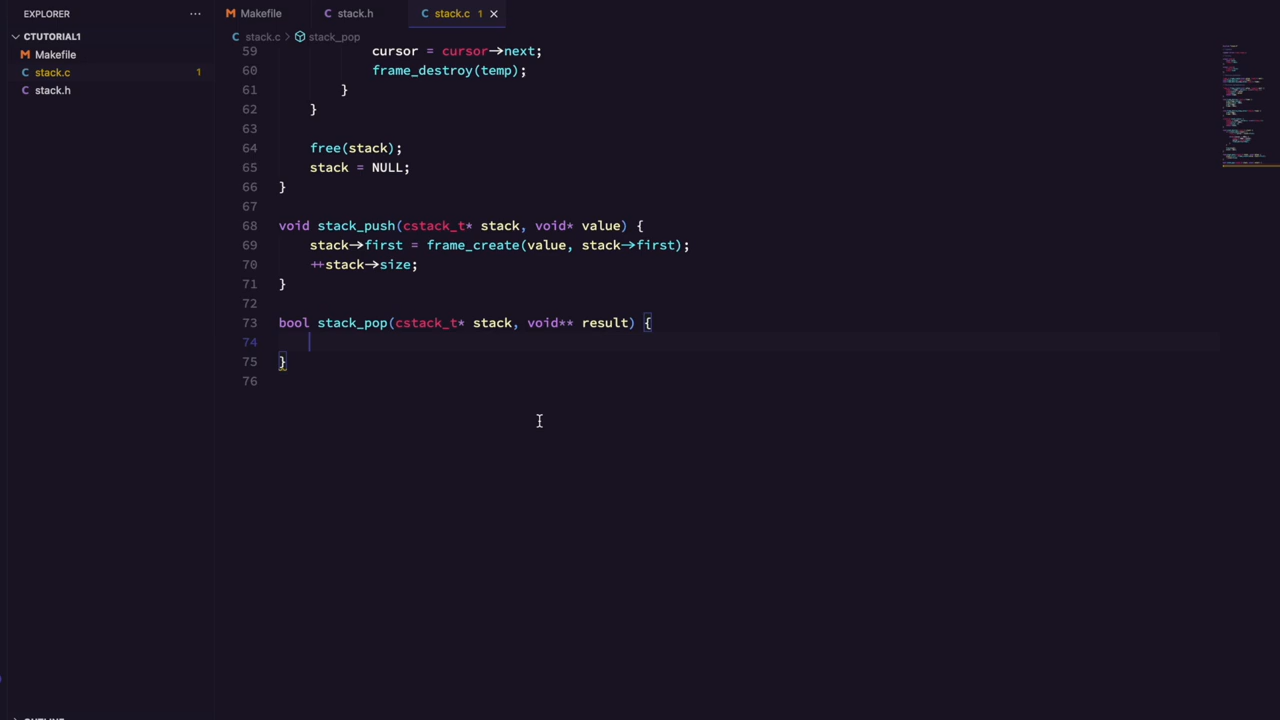 EXPLORER ...
Makefile stack.h stack.c 1
CTUTORIAL1
stack.c > stack_pop
Makefile
stack.c 1
stack.h
59 cursor = cursor->next;
60 frame_destroy(temp);
61 }
62 }
63
64 free(stack);
65 stack = NULL;
66 }
67
68 void stack_push(cstack_t* stack, void* value) {
69 stack->first = frame_create(value, stack->first);
70 ++stack->size;
71 }
72
73 bool stack_pop(cstack_t* stack, void** result) {
74
75 }
76